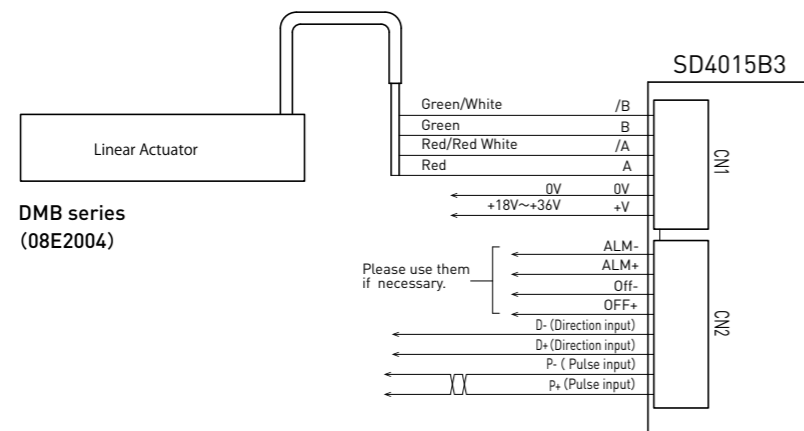 SD4015B3
Green/White /B
Green B
Red/Red White /A
Red A
0V 0V
+18V～+36V +V
CN1
Linear Actuator
DMB series
(08E2004)
ALM-
ALM+
Off-
OFF+
Please use them
if necessary.
D- (Direction input)
D+ (Direction input)
P- ( Pulse input)
P+ (Pulse input)
CN2